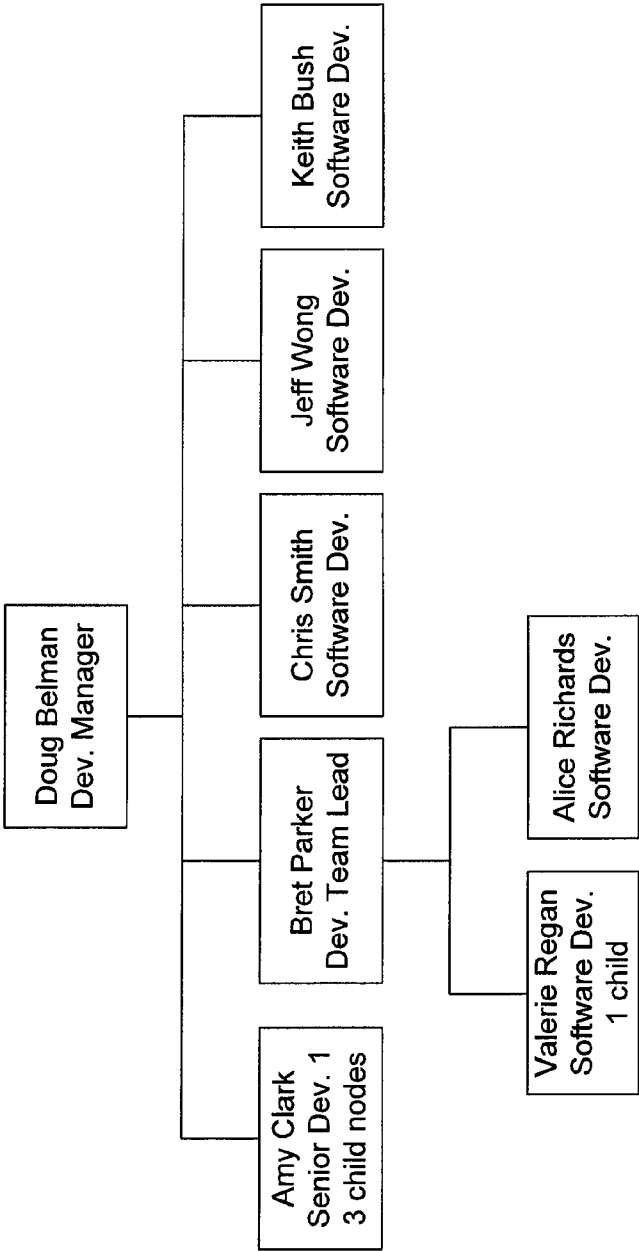 Doug Belman
Dev. Manager
Amy Clark
Senior Dev. 1
3 child nodes
Bret Parker
Dev. Team Lead
Chris Smith
Software Dev.
Jeff Wong
Software Dev.
Keith Bush
Software Dev.
Valerie Regan
Software Dev.
1 child
Alice Richards
Software Dev.